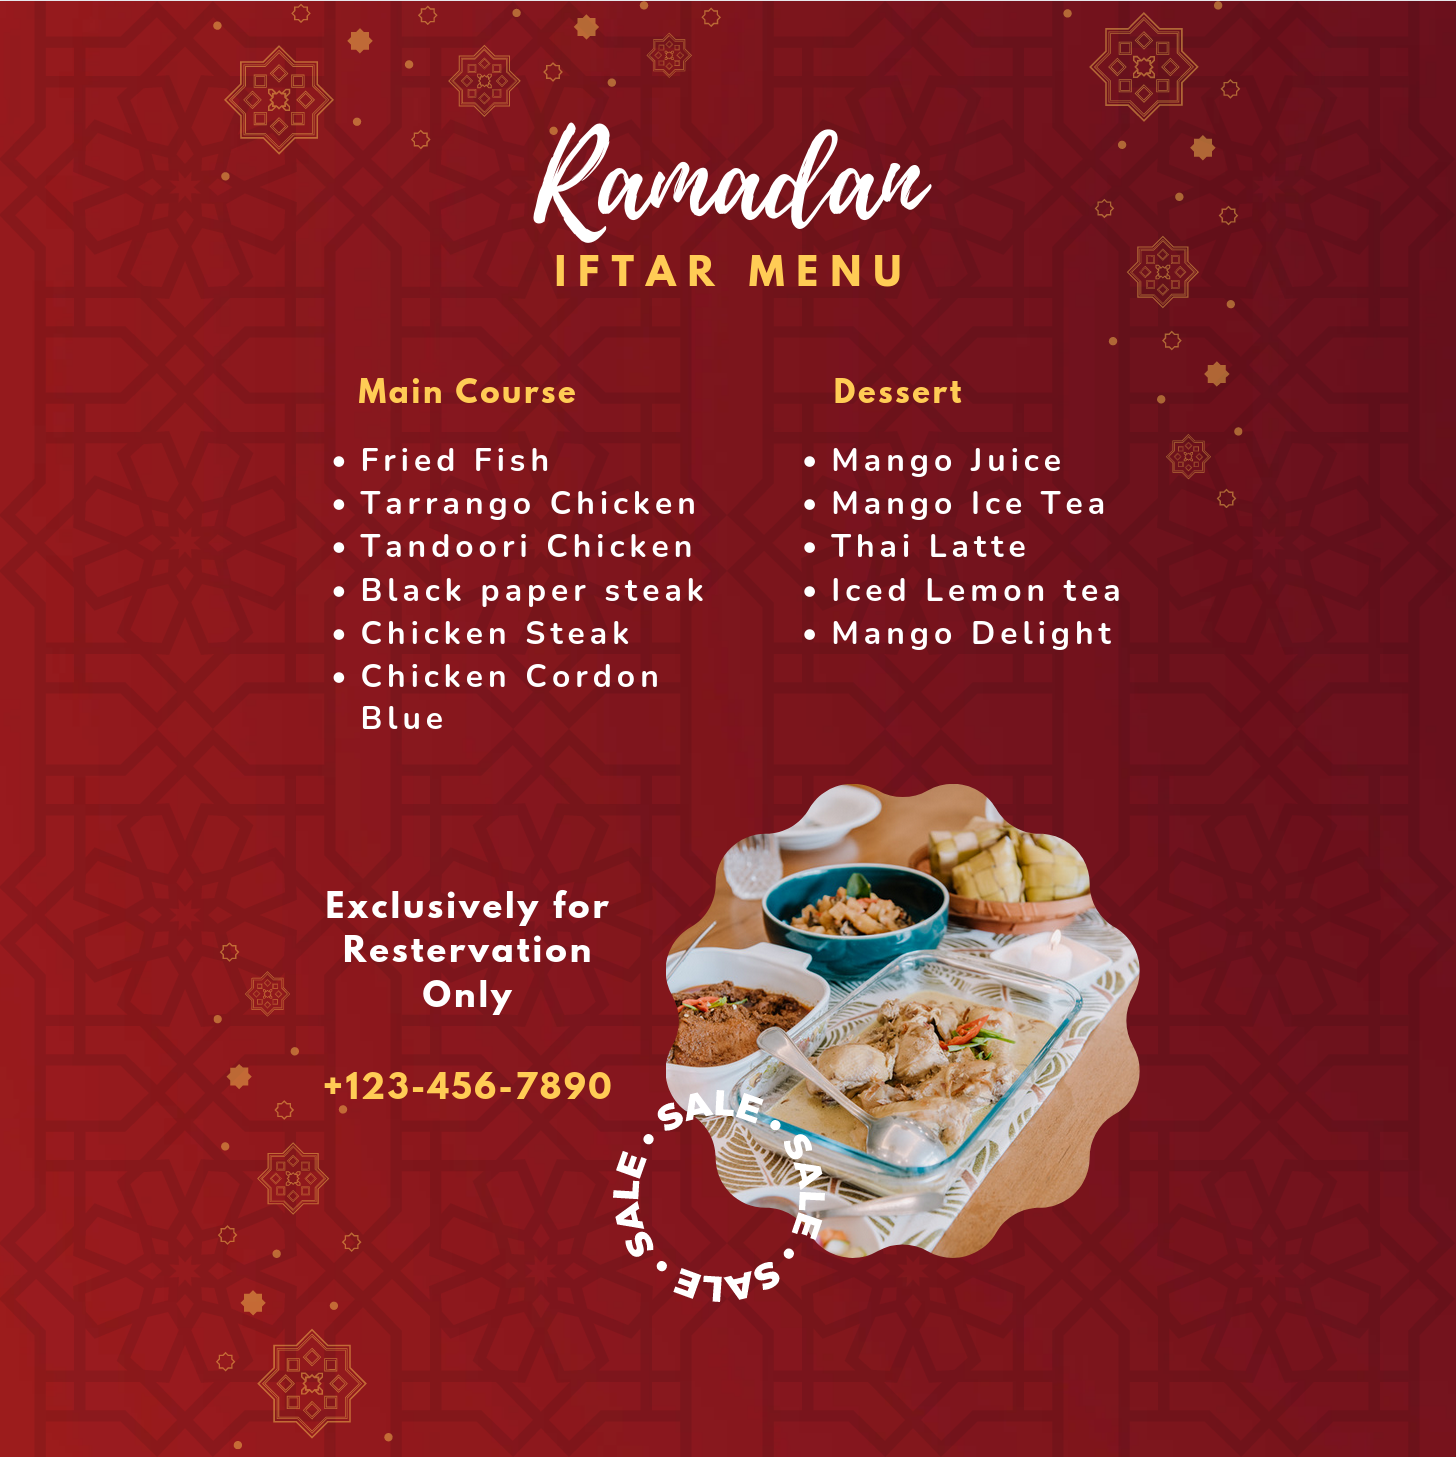 Ramadan
IFTAR MENU
Main Course
• Fried Fish
• Tarrango Chicken
• Tandoori Chicken
• Black paper steak
• Chicken Steak
• Chicken Cordon
Blue
Dessert
• Mango Juice
• Mango Ice Tea
• Thai Latte
• Iced Lemon tea
• Mango Delight
Exclusively for
Restervation
Only
+123-456-7890
SALE • SALE • SALE • SALE •